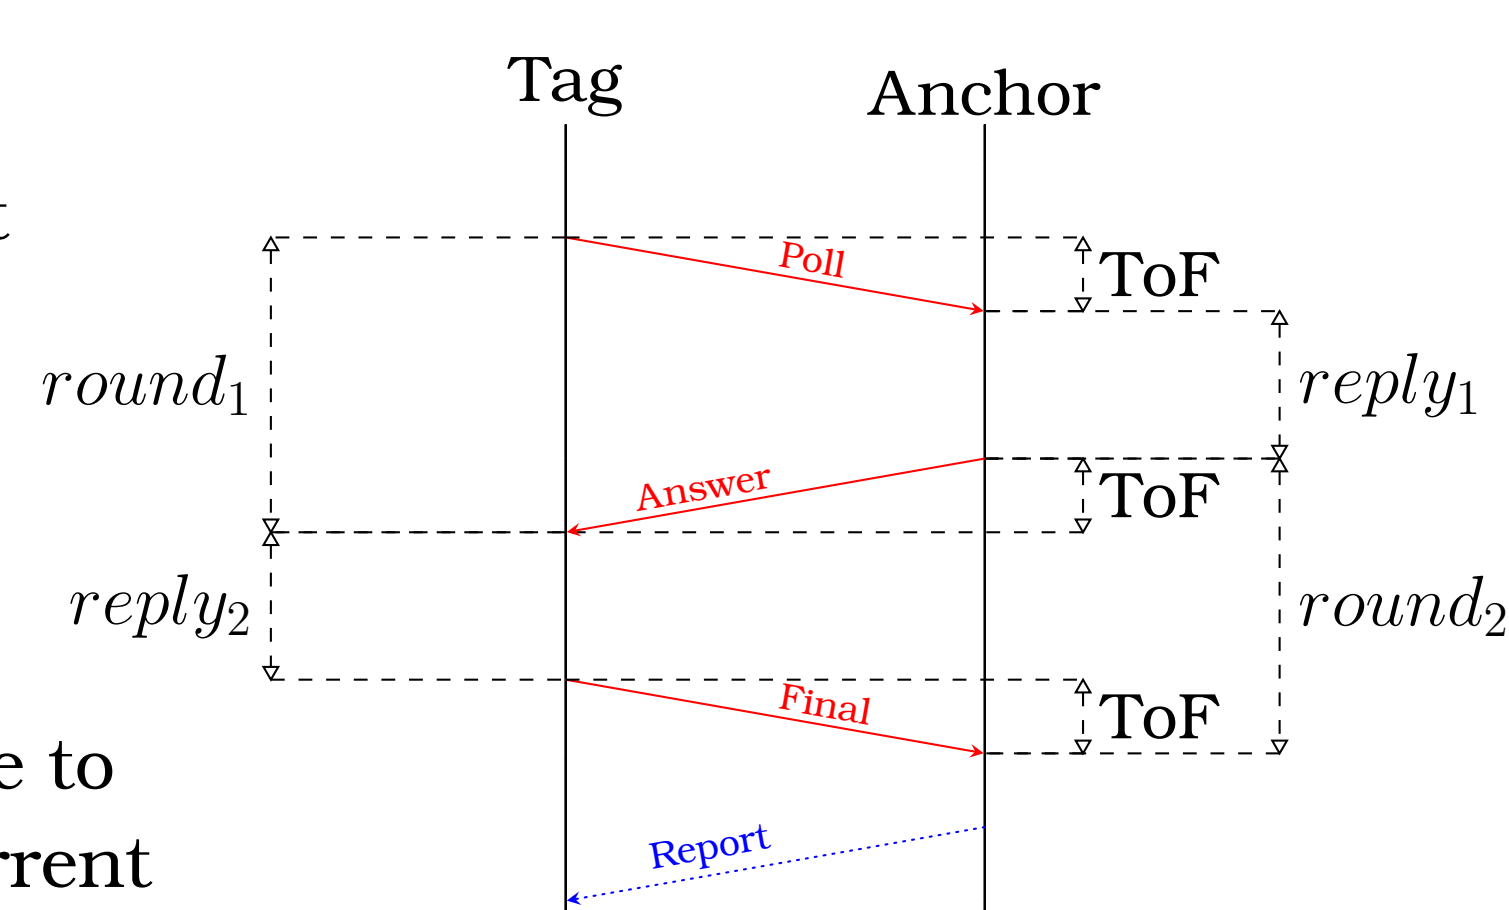 Tag
Anchor
t
Poll
ToF
round₁
reply₁
Answer
ToF
reply₂
round₂
Final
ToF
e to
Report
rrent